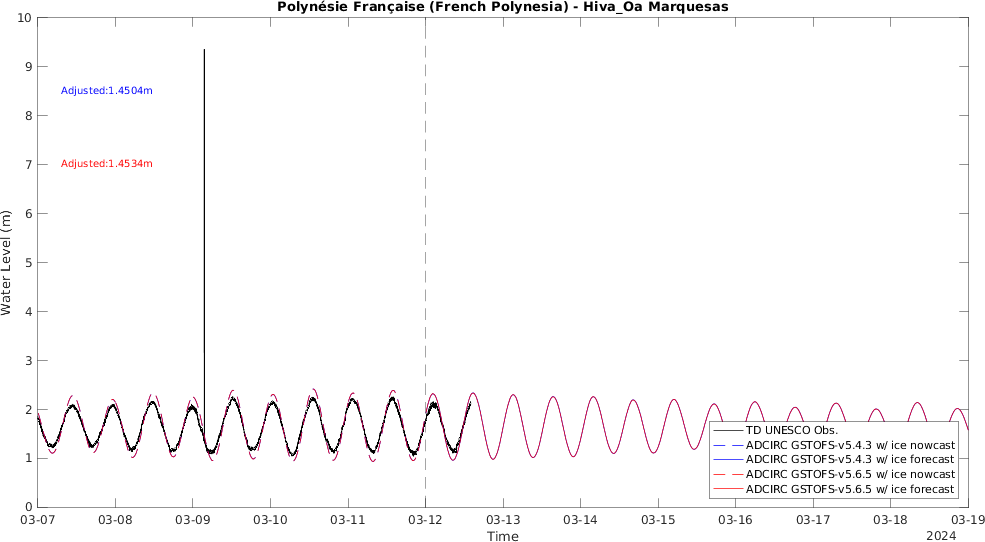 Polynésie Française (French Polynesia) - Hiva_Oa Marquesas
10
9
8
7
6
5
4
3
2
1
0
Water Level (m)
Adjusted:1.4504m
Adjusted:1.4534m
TD UNESCO Obs.
ADCIRC GSTOFS-v5.4.3 w/ ice nowcast
ADCIRC GSTOFS-v5.4.3 w/ ice forecast
ADCIRC GSTOFS-v5.6.5 w/ ice nowcast
ADCIRC GSTOFS-v5.6.5 w/ ice forecast
03-07 03-08 03-09 03-10 03-11 03-12 03-13 03-14 03-15 03-16 03-17 03-18 03-19
Time
2024